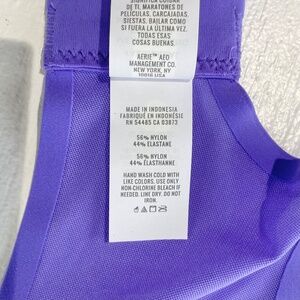 SIGNIFICA CUIDAR
DE TI. MARATONES DE
PELÍCULAS, CARCAJADAS,
SIESTAS, BAILAR COMO SI
FUERA LA ÚLTIMA VEZ.
TODAS ESAS
COSAS BUENAS.
AERIE™ AEO
MANAGEMENT CO.
NEW YORK, NY
10018 USA
MADE IN INDONESIA
FABRIQUÉ EN INDONÉSIE
RN 54485 CA 03873
56% NYLON
44% ELASTANE
56% NYLON
44% ÉLASTHANNE
HAND WASH COLD WITH
LIKE COLORS. USE ONLY
NON-CHLORINE BLEACH IF
NEEDED. LINE DRY. DO NOT
IRON.